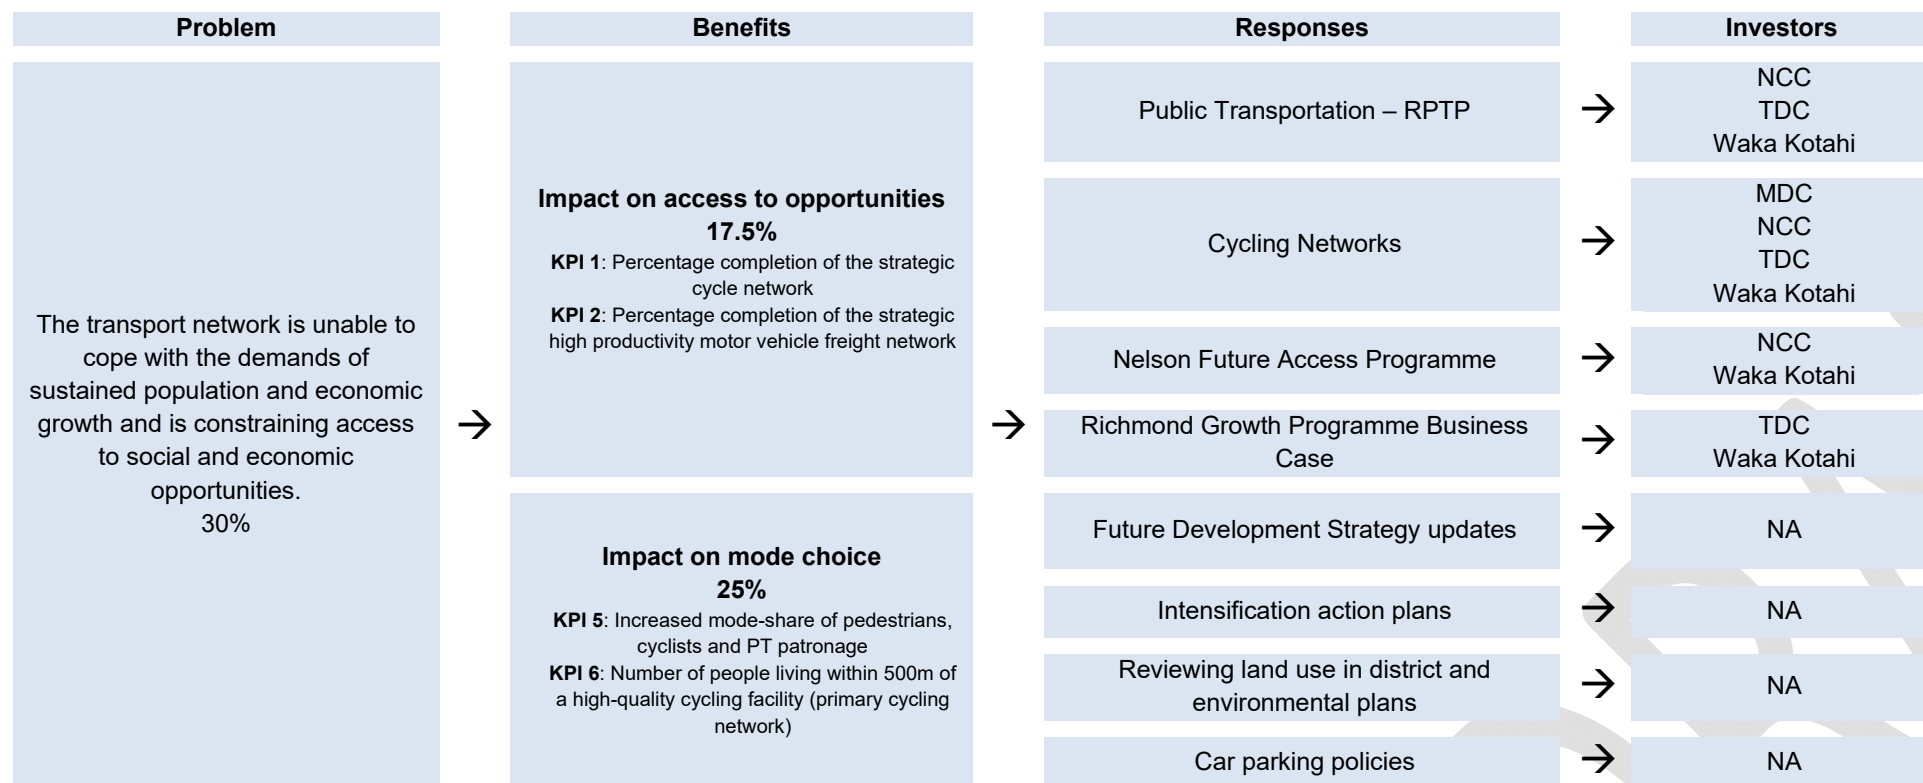 Problem
Benefits
Responses
Investors
The transport network is unable to
cope with the demands of
sustained population and economic
growth and is constraining access
to social and economic
opportunities.
30%
→
Impact on access to opportunities
17.5%
KPI 1: Percentage completion of the strategic
cycle network
KPI 2: Percentage completion of the strategic
high productivity motor vehicle freight network
Impact on mode choice
25%
KPI 5: Increased mode-share of pedestrians,
cyclists and PT patronage
KPI 6: Number of people living within 500m of
a high-quality cycling facility (primary cycling
network)
→
Public Transportation – RPTP
→
NCC
TDC
Waka Kotahi
Cycling Networks
→
MDC
NCC
TDC
Waka Kotahi
Nelson Future Access Programme
→
NCC
Waka Kotahi
Richmond Growth Programme Business
Case
→
TDC
Waka Kotahi
Future Development Strategy updates
→
NA
Intensification action plans
→
NA
Reviewing land use in district and
environmental plans
→
NA
Car parking policies
→
NA